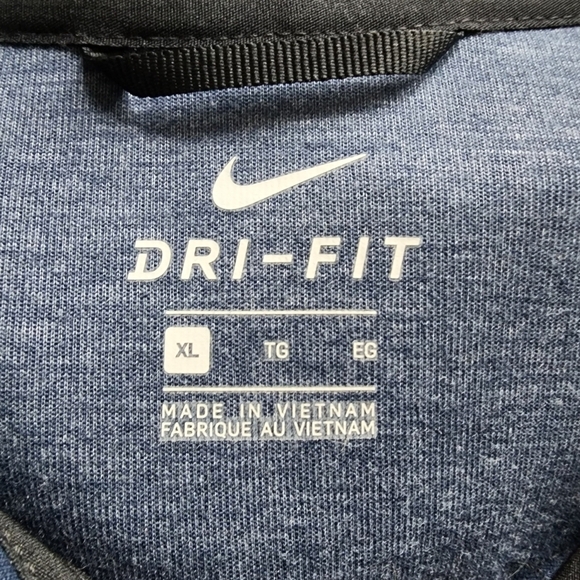 DRI-FIT
XL TG EG
MADE IN VIETNAM
FABRIQUE AU VIETNAM